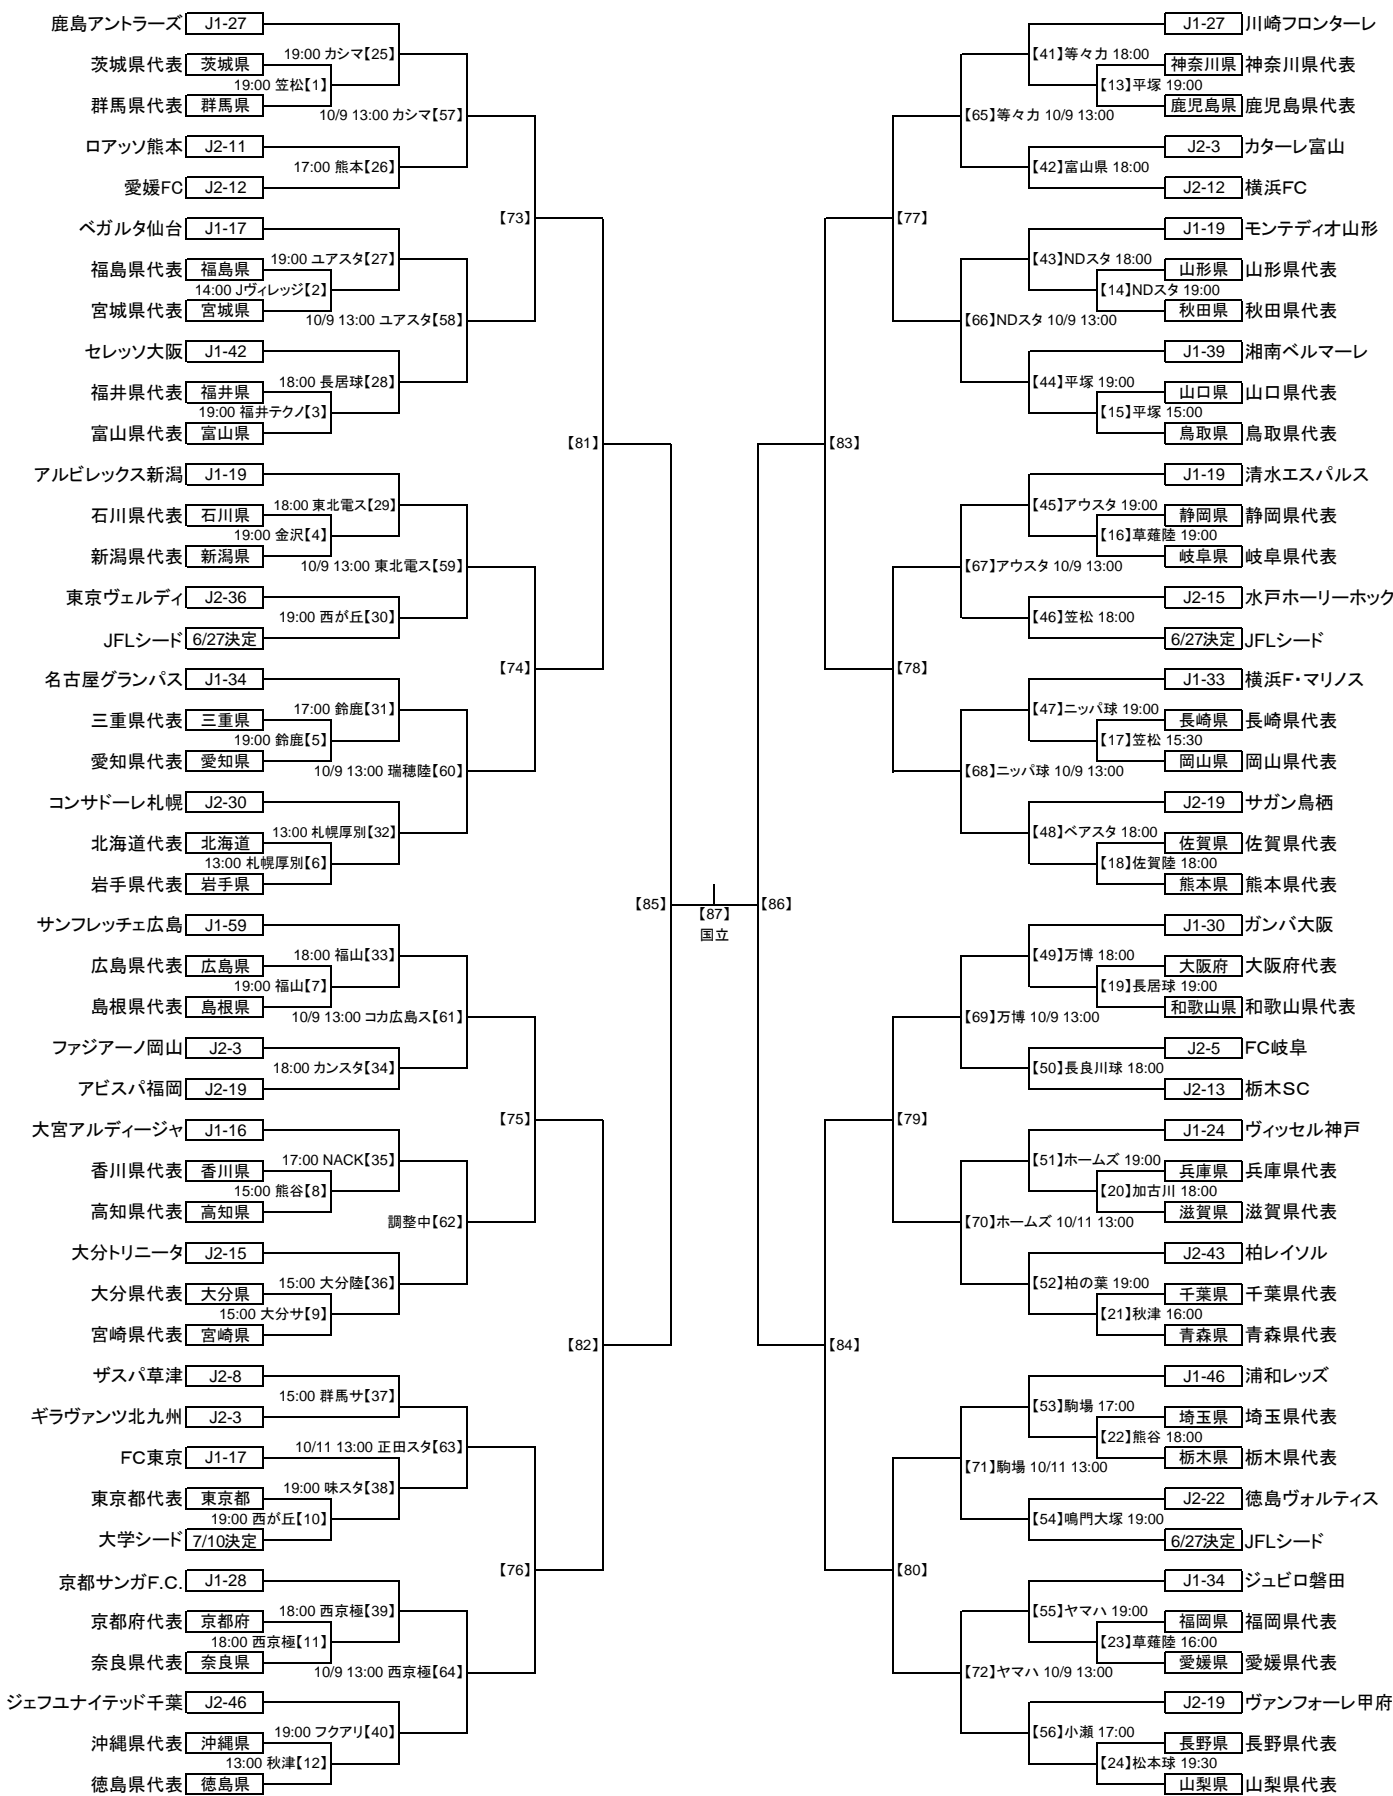 鹿島アントラーズ J1-27
19:00 カシマ【25】
茨城県代表 茨城県
19:00 笠松【1】
群馬県代表 群馬県
10/9 13:00 カシマ【57】
ロアッソ熊本 J2-11
17:00 熊本【26】
愛媛FC J2-12
【73】
ベガルタ仙台 J1-17
19:00 ユアスタ【27】
福島県代表 福島県
14:00 Jヴィレッジ【2】
宮城県代表 宮城県
10/9 13:00 ユアスタ【58】
セレッソ大阪 J1-42
18:00 長居球【28】
福井県代表 福井県
19:00 福井テクノ【3】
富山県代表 富山県
【81】
アルビレックス新潟 J1-19
18:00 東北電ス【29】
石川県代表 石川県
19:00 金沢【4】
新潟県代表 新潟県
10/9 13:00 東北電ス【59】
東京ヴェルディ J2-36
19:00 西が丘【30】
JFLシード 6/27決定
【74】
名古屋グランパス J1-34
17:00 鈴鹿【31】
三重県代表 三重県
19:00 鈴鹿【5】
愛知県代表 愛知県
10/9 13:00 瑞穂陸【60】
コンサドーレ札幌 J2-30
13:00 札幌厚別【32】
北海道代表 北海道
13:00 札幌厚別【6】
岩手県代表 岩手県
【85】
サンフレッチェ広島 J1-59
18:00 福山【33】
広島県代表 広島県
19:00 福山【7】
島根県代表 島根県
10/9 13:00 コカ広島ス【61】
ファジアーノ岡山 J2-3
18:00 カンスタ【34】
アビスパ福岡 J2-19
【75】
大宮アルディージャ J1-16
17:00 NACK【35】
香川県代表 香川県
15:00 熊谷【8】
高知県代表 高知県
調整中【62】
大分トリニータ J2-15
15:00 大分陸【36】
大分県代表 大分県
15:00 大分サ【9】
宮崎県代表 宮崎県
【82】
ザスパ草津 J2-8
15:00 群馬サ【37】
ギラヴァンツ北九州 J2-3
10/11 13:00 正田スタ【63】
FC東京 J1-17
19:00 味スタ【38】
東京都代表 東京都
19:00 西が丘【10】
大学シード 7/10決定
【76】
京都サンガF.C. J1-28
18:00 西京極【39】
京都府代表 京都府
18:00 西京極【11】
奈良県代表 奈良県
10/9 13:00 西京極【64】
ジェフユナイテッド千葉 J2-46
19:00 フクアリ【40】
沖縄県代表 沖縄県
13:00 秋津【12】
徳島県代表 徳島県
【87】
国立
J1-27 川崎フロンターレ
【41】等々力 18:00
神奈川県 神奈川県代表
【13】平塚 19:00
鹿児島県 鹿児島県代表
【65】等々力 10/9 13:00
J2-3 カターレ富山
【42】富山県 18:00
J2-12 横浜FC
【77】
J1-19 モンテディオ山形
【43】NDスタ 18:00
山形県 山形県代表
【14】NDスタ 19:00
秋田県 秋田県代表
【66】NDスタ 10/9 13:00
J1-39 湘南ベルマーレ
【44】平塚 19:00
山口県 山口県代表
【15】平塚 15:00
鳥取県 鳥取県代表
【83】
J1-19 清水エスパルス
【45】アウスタ 19:00
静岡県 静岡県代表
【16】草薙陸 19:00
岐阜県 岐阜県代表
【67】アウスタ 10/9 13:00
J2-15 水戸ホーリーホック
【46】笠松 18:00
6/27決定 JFLシード
【78】
J1-33 横浜F・マリノス
【47】ニッパ球 19:00
長崎県 長崎県代表
【17】笠松 15:30
岡山県 岡山県代表
【68】ニッパ球 10/9 13:00
J2-19 サガン鳥栖
【48】ベアスタ 18:00
佐賀県 佐賀県代表
【18】佐賀陸 18:00
熊本県 熊本県代表
【86】
J1-30 ガンバ大阪
【49】万博 18:00
大阪府 大阪府代表
【19】長居球 19:00
和歌山県 和歌山県代表
【69】万博 10/9 13:00
J2-5 FC岐阜
【50】長良川球 18:00
J2-13 栃木SC
【79】
J1-24 ヴィッセル神戸
【51】ホームズ 19:00
兵庫県 兵庫県代表
【20】加古川 18:00
滋賀県 滋賀県代表
【70】ホームズ 10/11 13:00
J2-43 柏レイソル
【52】柏の葉 19:00
千葉県 千葉県代表
【21】秋津 16:00
青森県 青森県代表
【84】
J1-46 浦和レッズ
【53】駒場 17:00
埼玉県 埼玉県代表
【22】熊谷 18:00
栃木県 栃木県代表
【71】駒場 10/11 13:00
J2-22 徳島ヴォルティス
【54】鳴門大塚 19:00
6/27決定 JFLシード
【80】
J1-34 ジュビロ磐田
【55】ヤマハ 19:00
福岡県 福岡県代表
【23】草薙陸 16:00
愛媛県 愛媛県代表
【72】ヤマハ 10/9 13:00
J2-19 ヴァンフォーレ甲府
【56】小瀬 17:00
長野県 長野県代表
【24】松本球 19:30
山梨県 山梨県代表